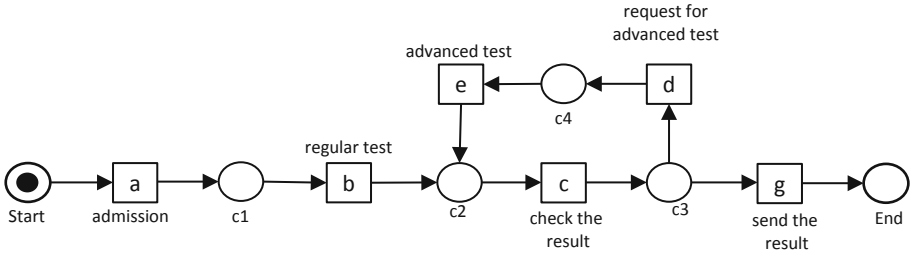 request for
advanced test
advanced test
e
d
c4
regular test
a
b
c
g
Start
admission
c1
c2
check the
result
c3
send the
result
End